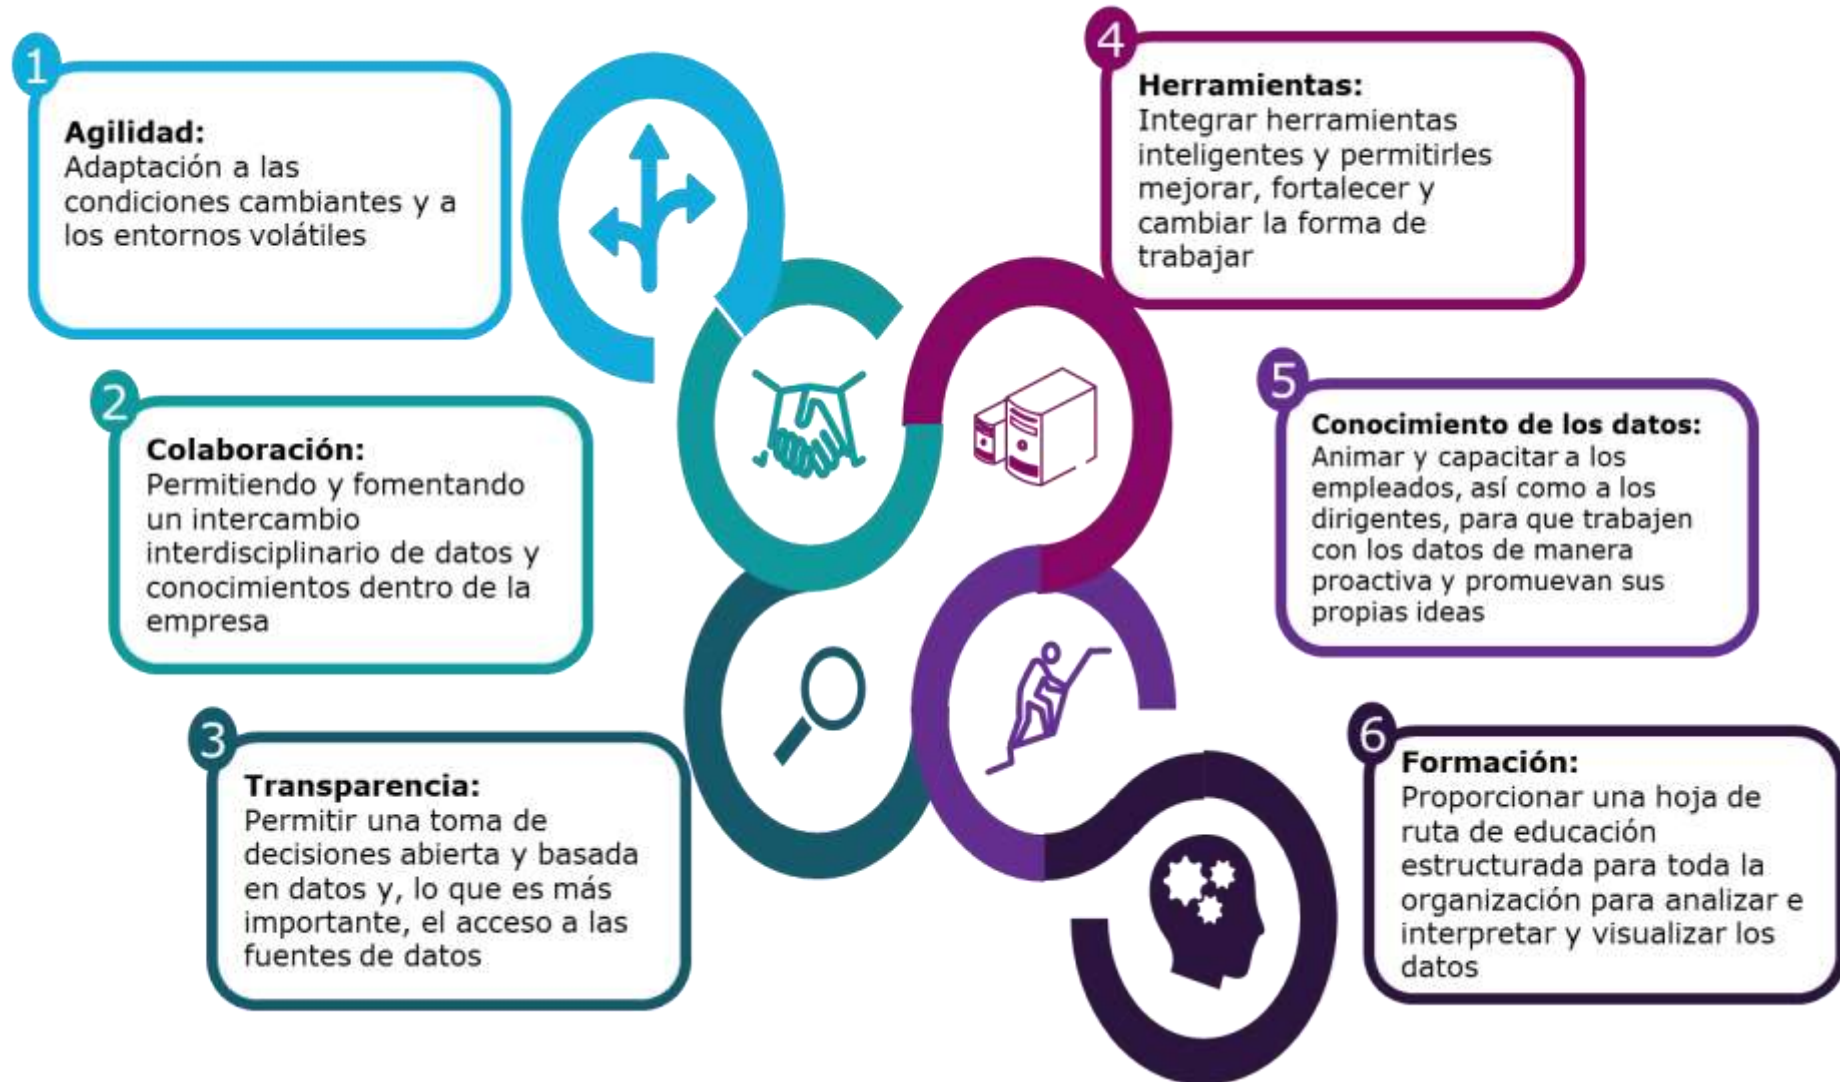 1
Agilidad:
Adaptación a las
condiciones cambiantes y a
los entornos volátiles
2
Colaboración:
Permitiendo y fomentando
un intercambio
interdisciplinario de datos y
conocimientos dentro de la
empresa
3
Transparencia:
Permitir una toma de
decisiones abierta y basada
en datos y, lo que es más
importante, el acceso a las
fuentes de datos
4
Herramientas:
Integrar herramientas
inteligentes y permitirles
mejorar, fortalecer y
cambiar la forma de
trabajar
5
Conocimiento de los datos:
Animar y capacitar a los
empleados, así como a los
dirigentes, para que trabajen
con los datos de manera
proactiva y promuevan sus
propias ideas
6
Formación:
Proporcionar una hoja de
ruta de educación
estructurada para toda la
organización para analizar e
interpretar y visualizar los
datos